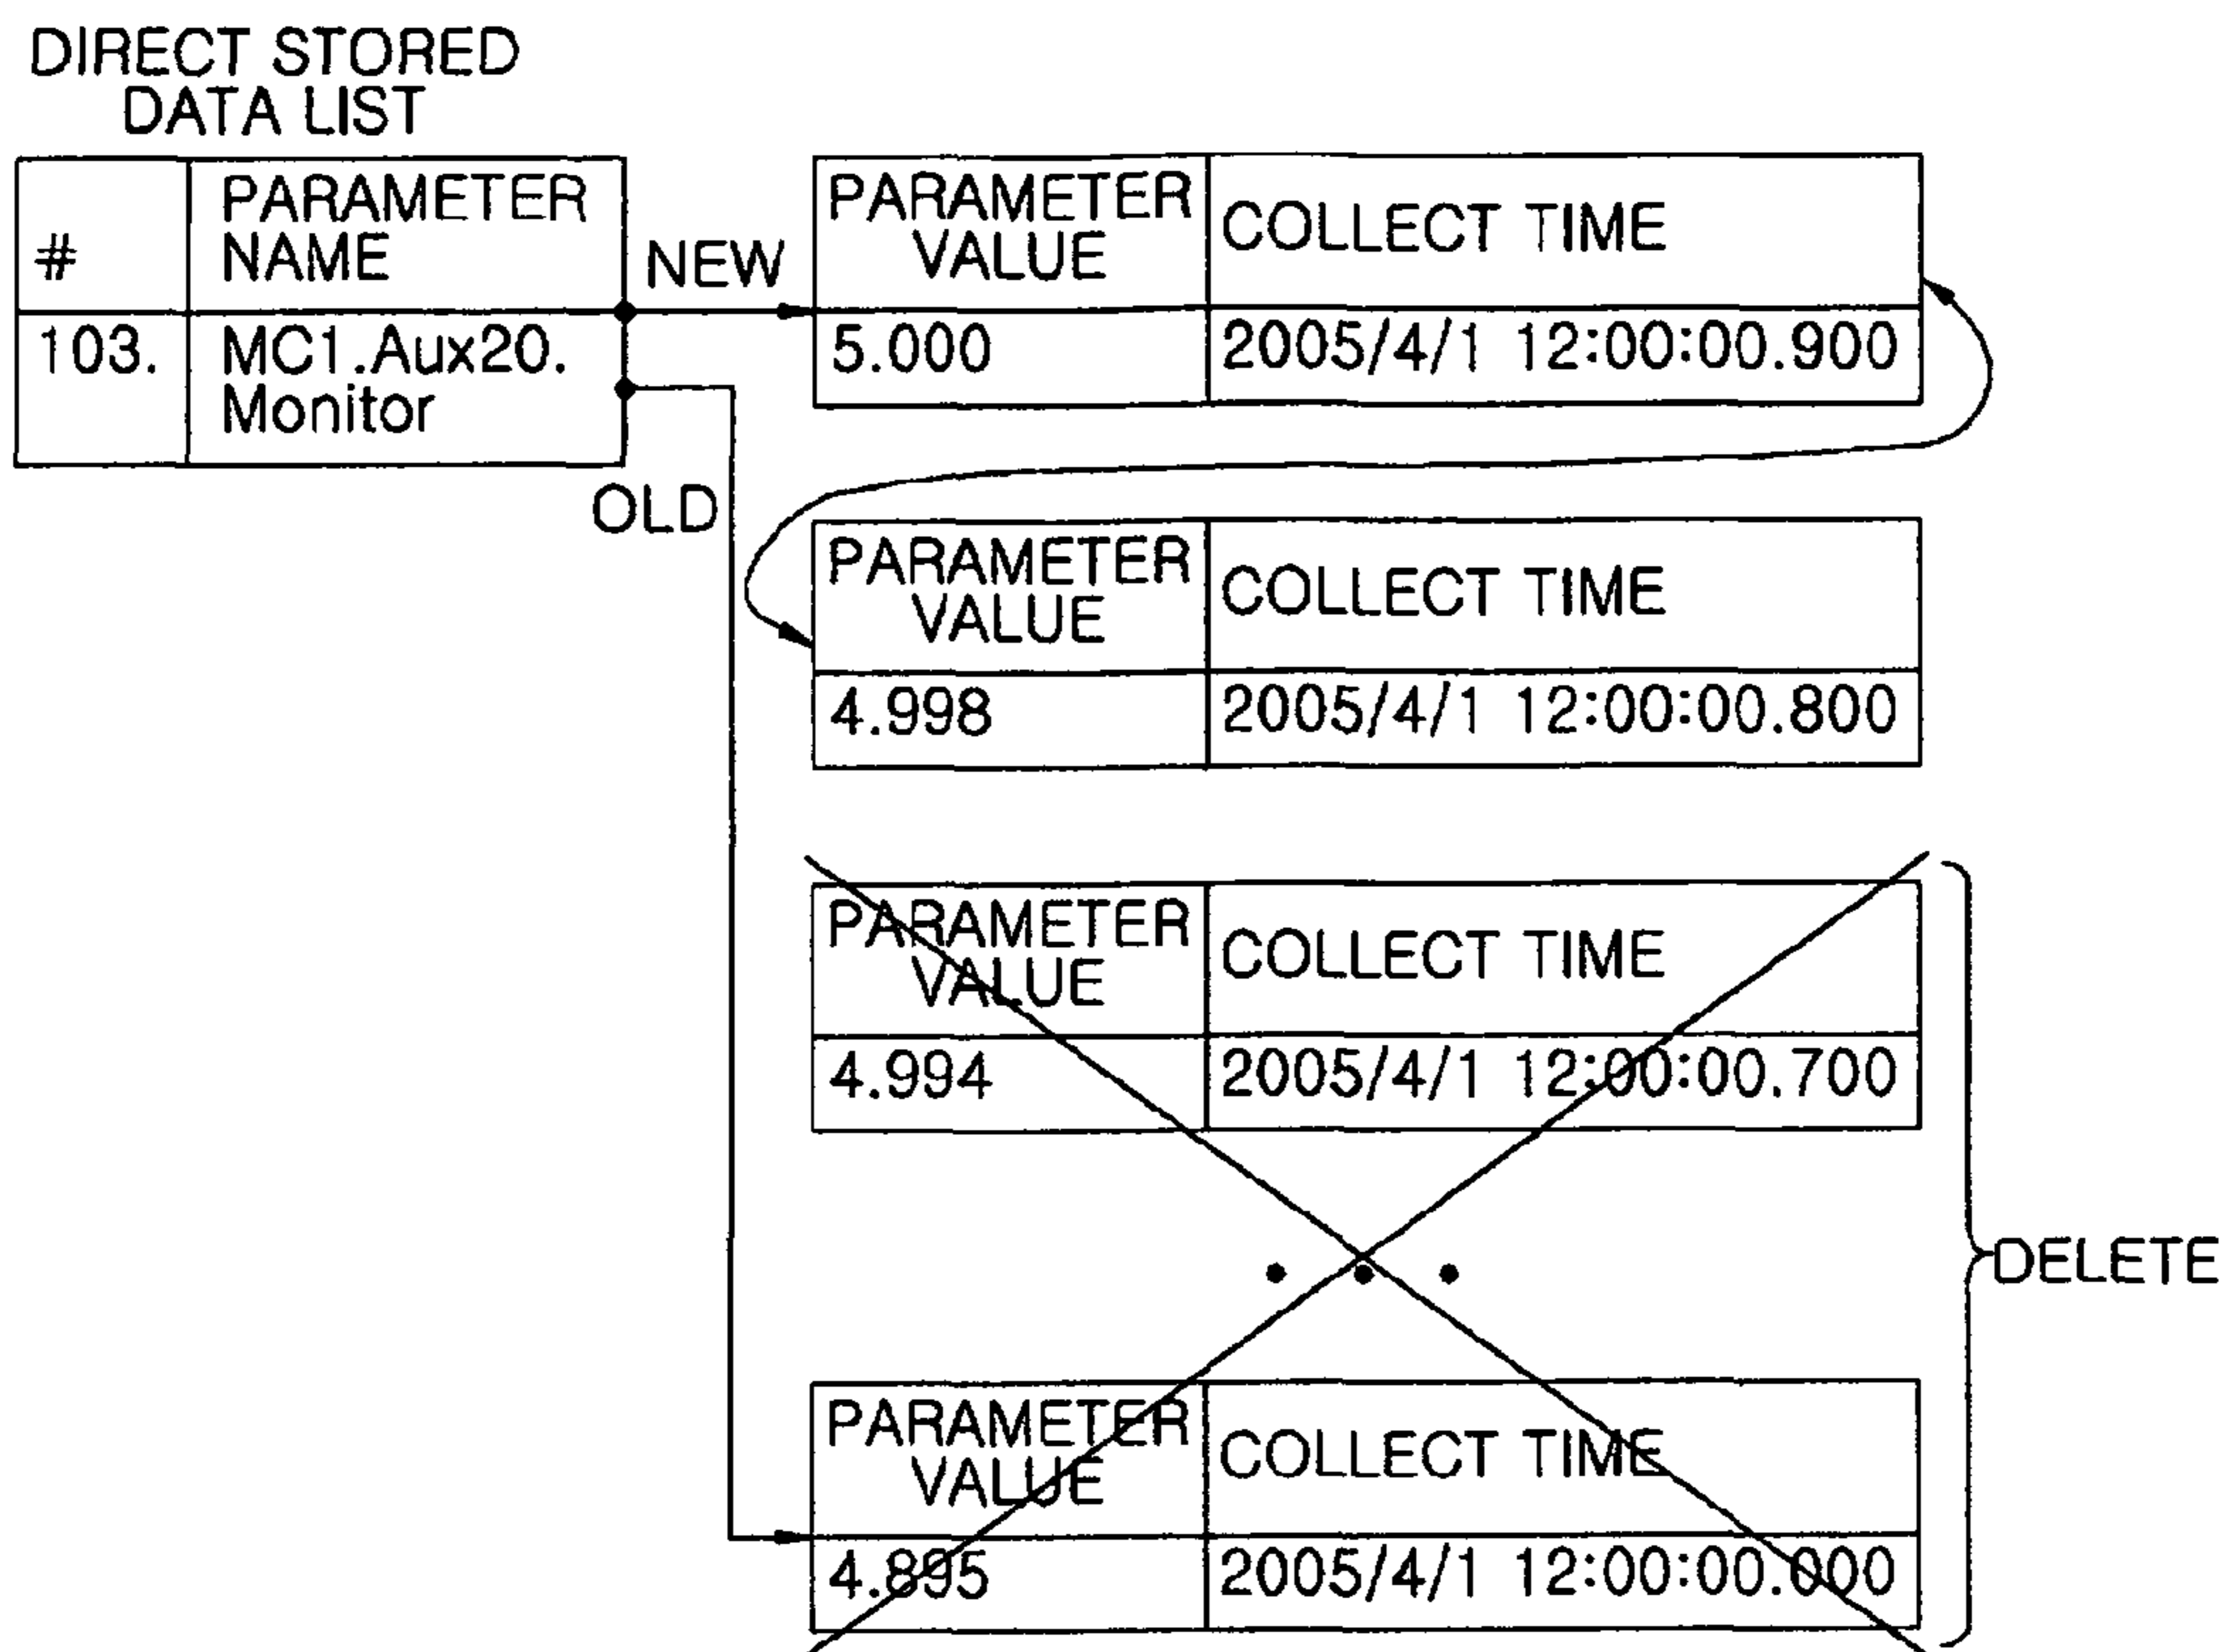 DIRECT STORED
DATA LIST
#
PARAMETER
NAME
103.
MC1.Aux20.
Monitor
NEW
OLD
PARAMETER
VALUE
COLLECT TIME
5.000
2005/4/1 12:00:00.900
PARAMETER
VALUE
COLLECT TIME
4.998
2005/4/1 12:00:00.800
PARAMETER
VALUE
COLLECT TIME
4.994
2005/4/1 12:00:00.700
DELETE
PARAMETER
VALUE
COLLECT TIME
4.895
2005/4/1 12:00:00.000